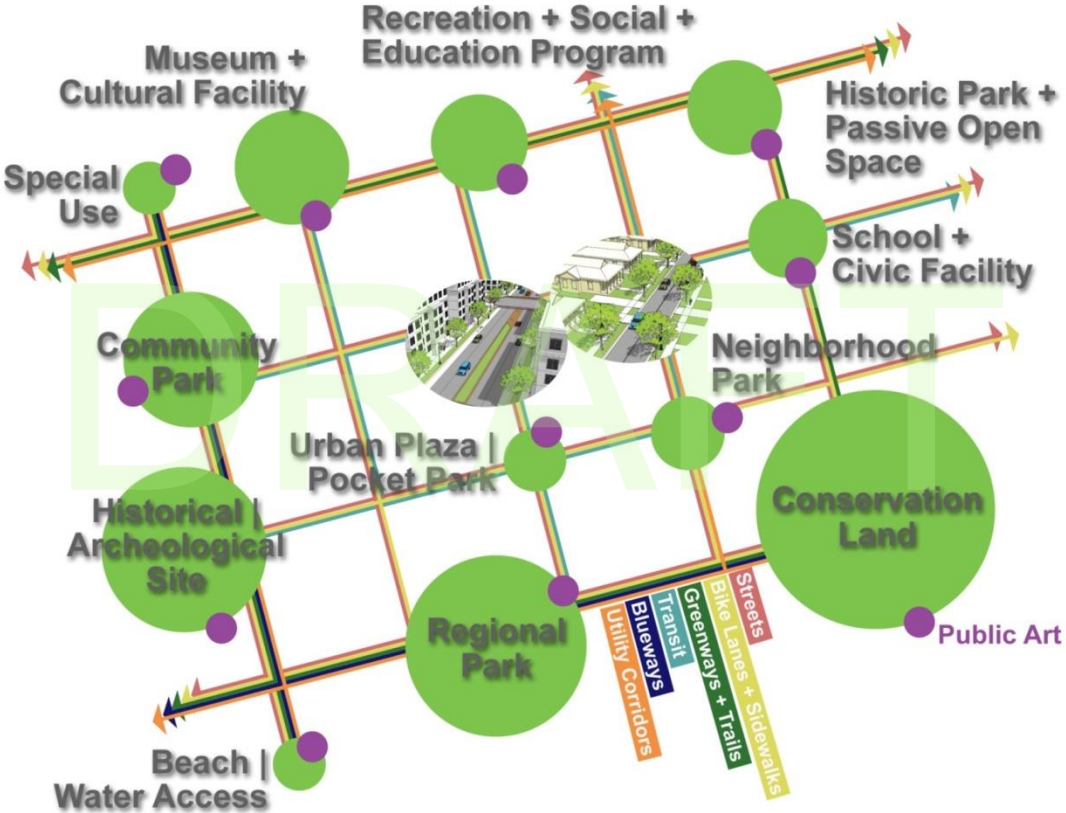 Recreation + Social +
Education Program
Museum +
Cultural Facility
Historic Park +
Passive Open
Space
Special
Use
School +
Civic Facility
Community
Park
Neighborhood
Park
Urban Plaza |
Pocket Park
Historical |
Archeological
Site
Conservation
Land
Regional
Park
Streets
Bike Lanes + Sidewalks
Greenways + Trails
Transit
Blueways
Utility Corridors
Public Art
Beach |
Water Access
DRAFT